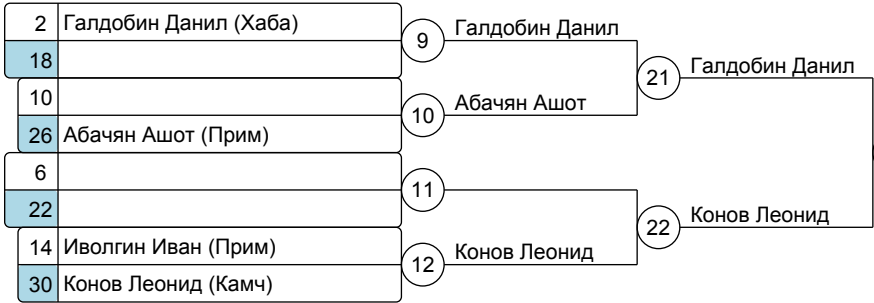 2 Галдобин Данил (Хаба)
18
9 Галдобин Данил
10
26 Абачян Ашот (Прим)
10 Абачян Ашот
21 Галдобин Данил
6
22
11
14 Иволгин Иван (Прим)
30 Конов Леонид (Камч)
12 Конов Леонид
22 Конов Леонид